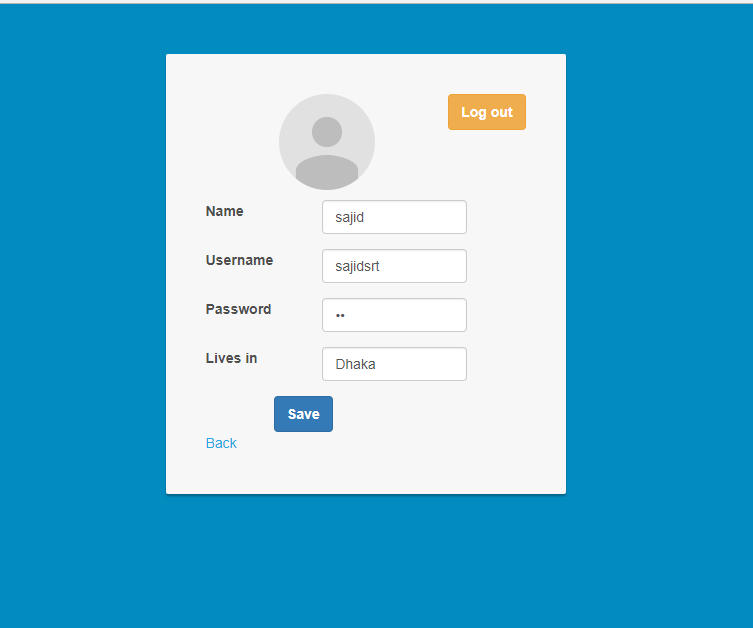 Log out
Name sajid
Username sajidsrt
Password ••
Lives in Dhaka
Save
Back